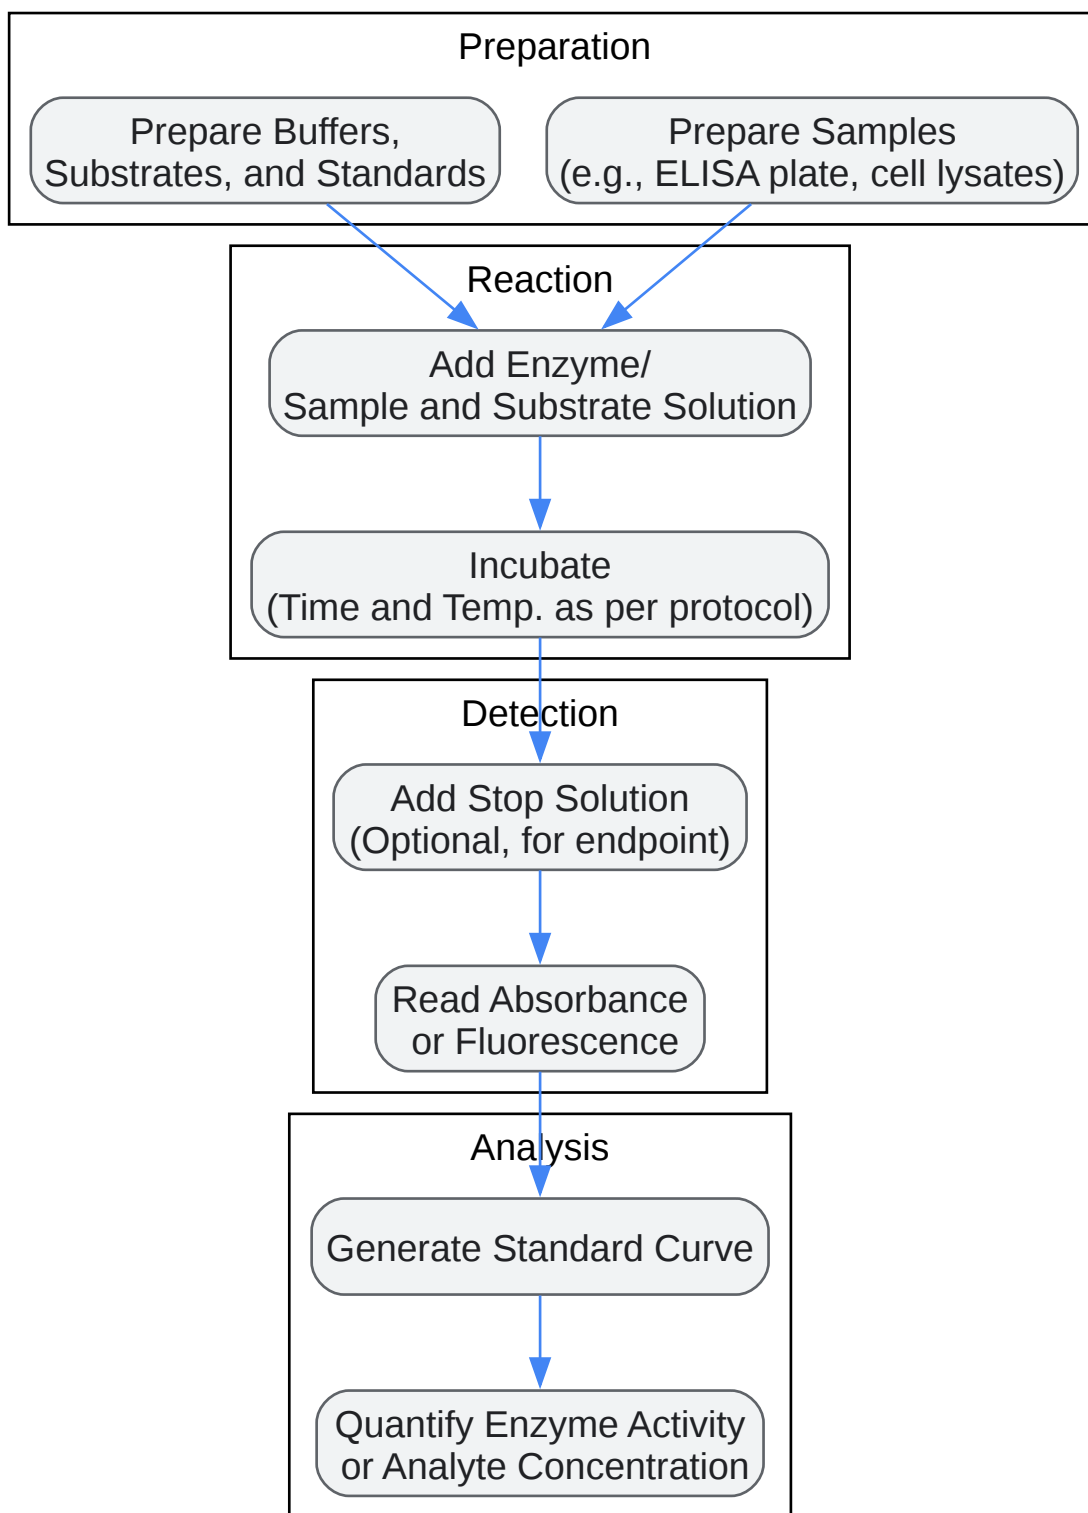 Preparation
Prepare Buffers,
Substrates, and Standards
Prepare Samples
(e.g., ELISA plate, cell lysates)
Reaction
Add Enzyme/
Sample and Substrate Solution
Incubate
(Time and Temp. as per protocol)
Detection
Add Stop Solution
(Optional, for endpoint)
Read Absorbance
or Fluorescence
Analysis
Generate Standard Curve
Quantify Enzyme Activity
or Analyte Concentration